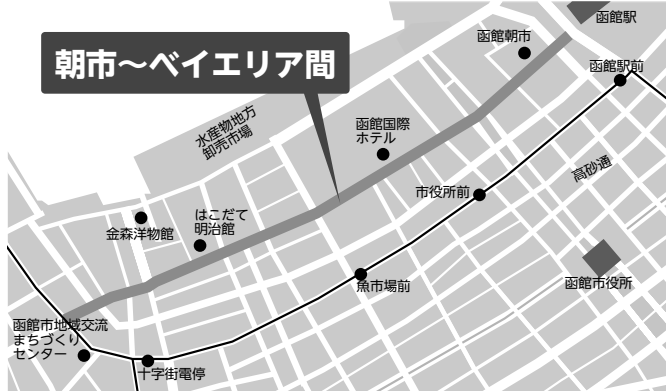 函館駅
函館朝市
朝市～ベイエリア間
函館駅前
水産物地方
卸売市場
函館国際
ホテル
高砂通
市役所前
はこだて
明治館
金森洋物館
魚市場前
函館市役所
函館市地域交流
まちづくり
センター
十字街電停